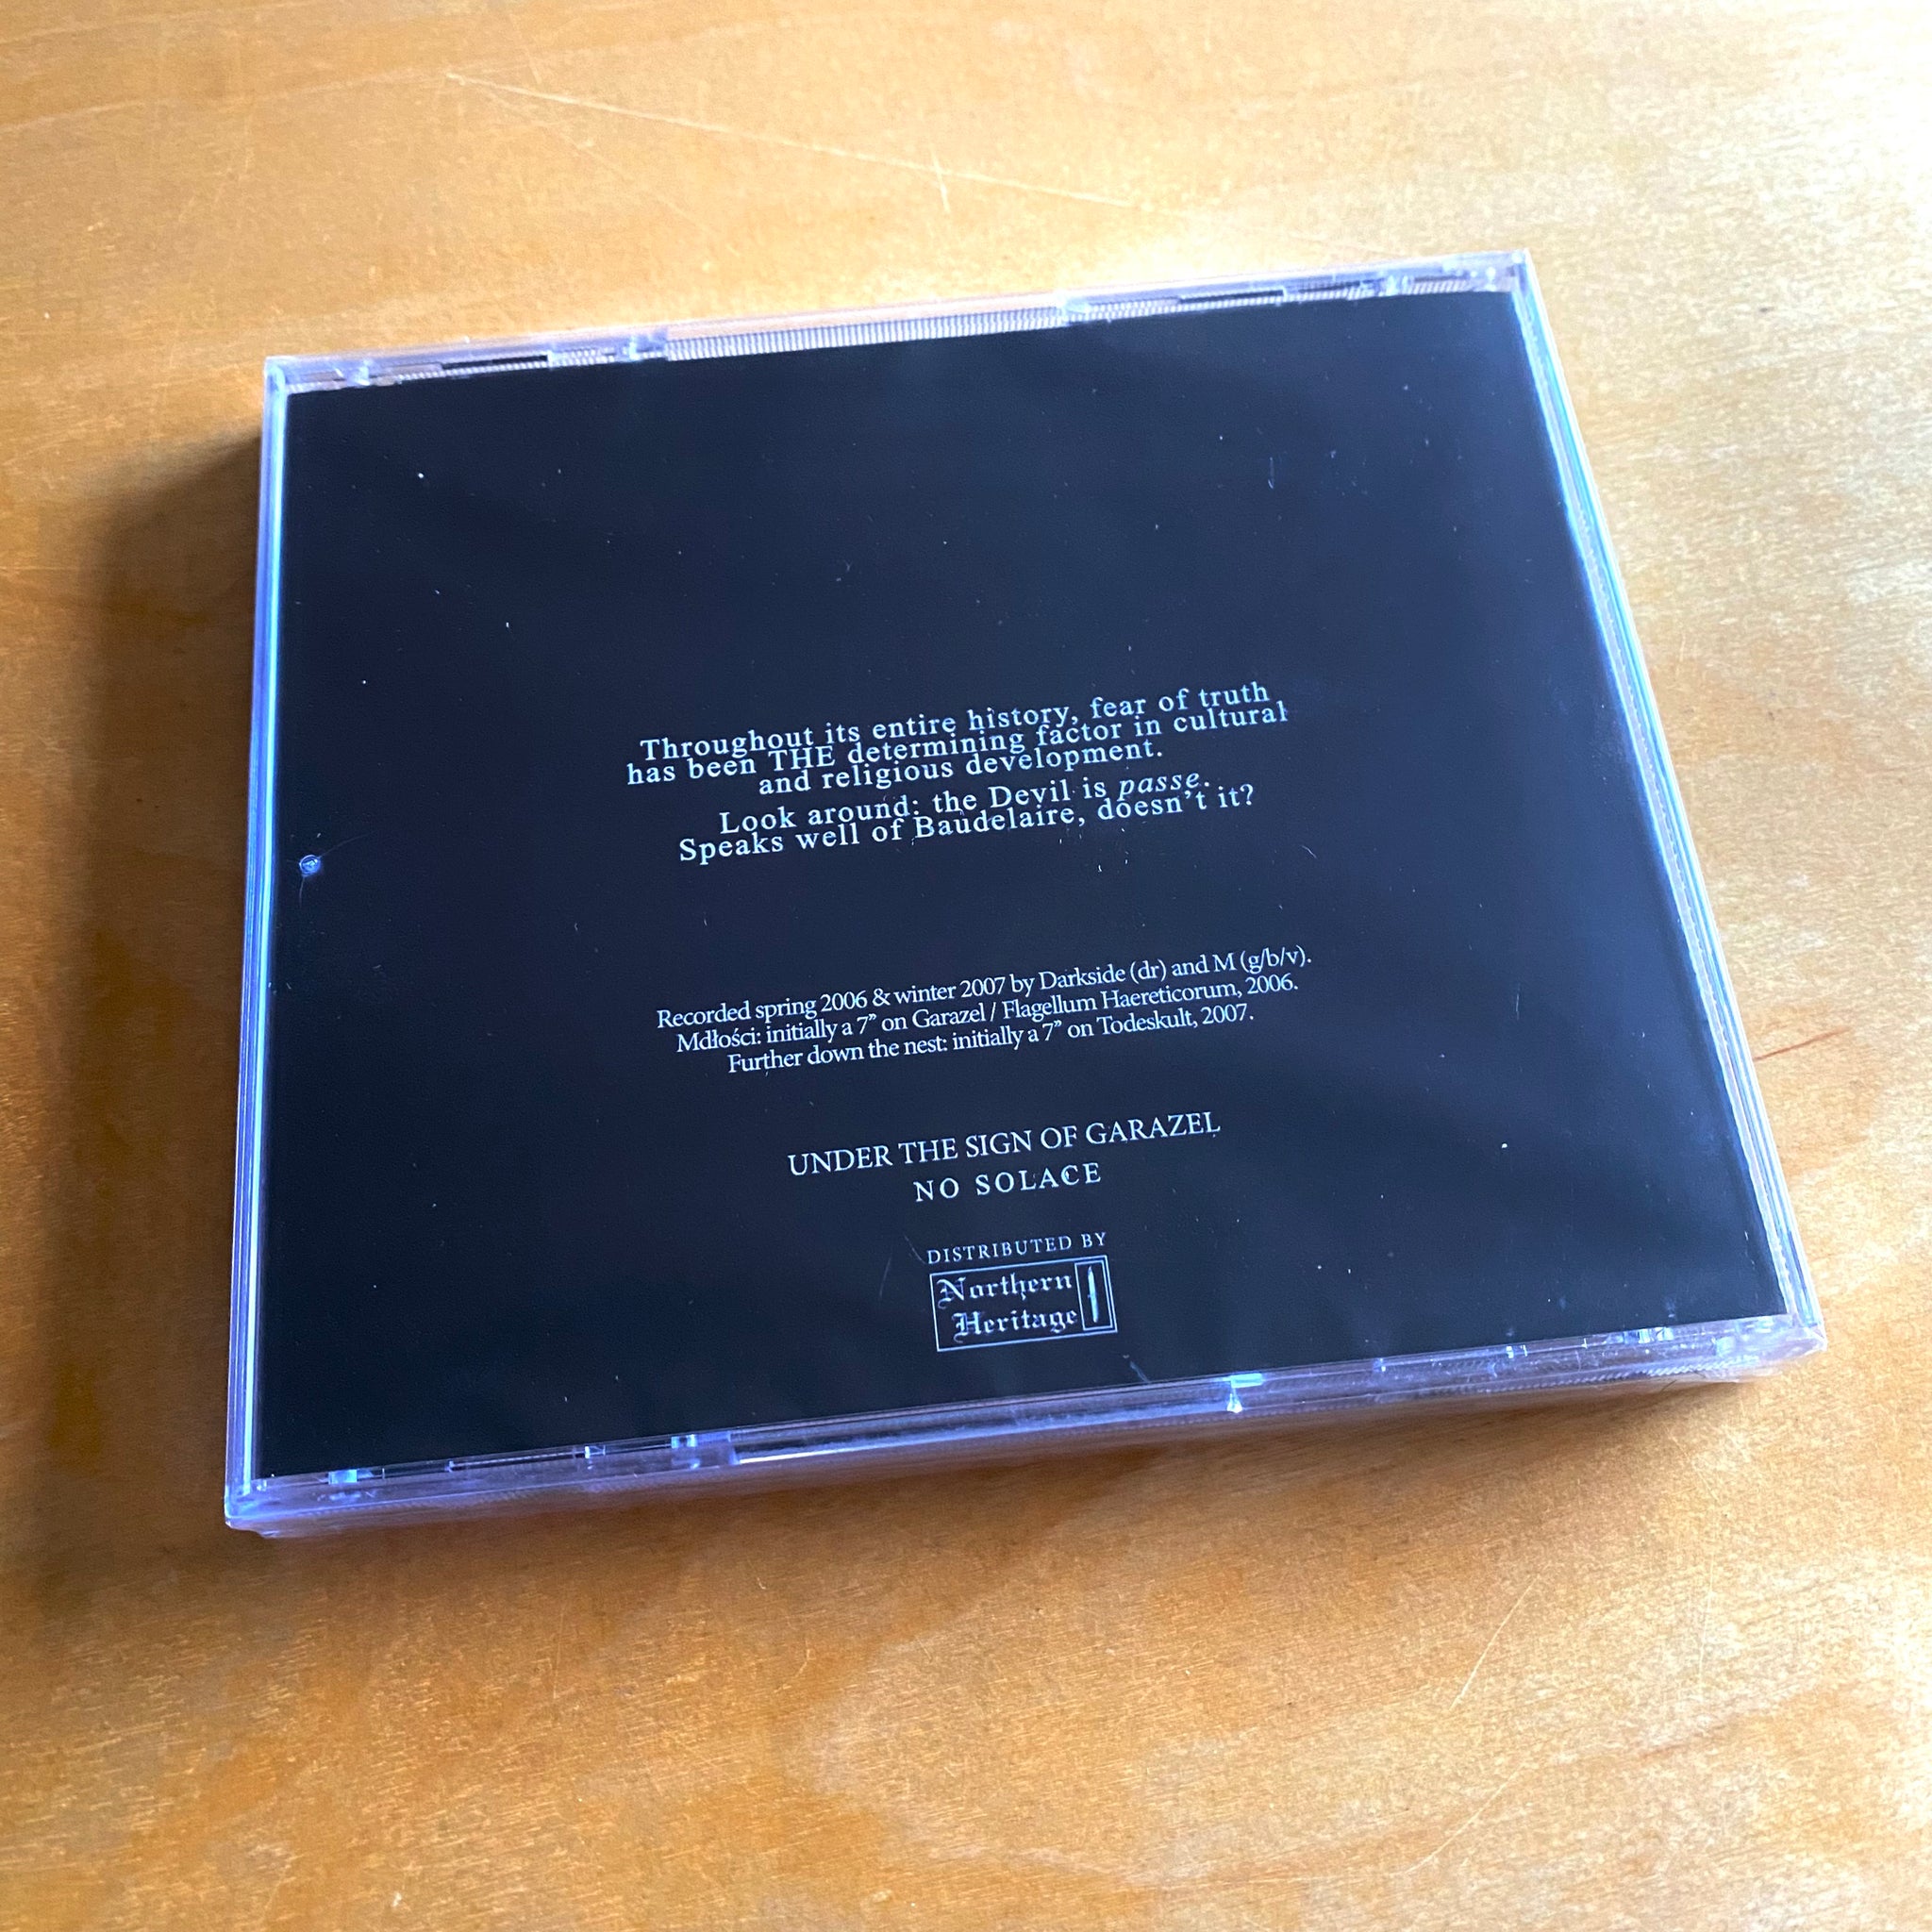 Throughout its entire history, fear of truth
has been THE determining factor in cultural
and religious development.
Look around: the Devil is passe.
Speaks well of Baudelaire, doesn't it?
Recorded spring 2006 & winter 2007 by Darkside (dr) and M (g/b/v).
Mdłości: initially a 7” on Garazel / Flagellum Haereticorum, 2006.
Further down the nest: initially a 7” on Todeskult, 2007.
UNDER THE SIGN OF GARAZEL
NO SOLACE
DISTRIBUTED BY
Northern
Heritage